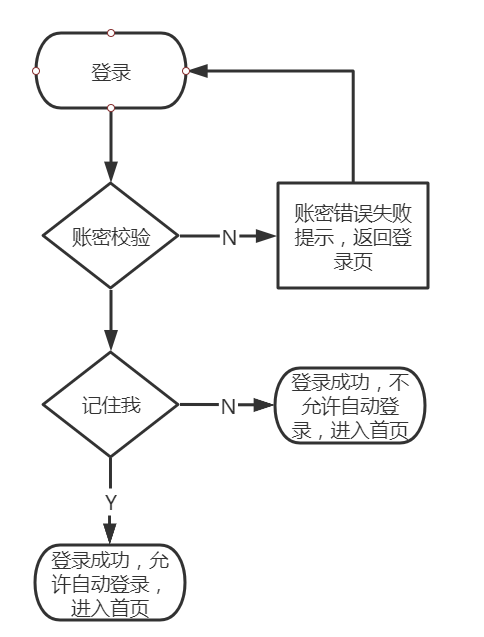 登录
账密校验
N
账密错误失败
提示，返回登
录页
记住我
N
登录成功，不
允许自动登
录，进入首页
Y
登录成功，允
许自动登录，
进入首页